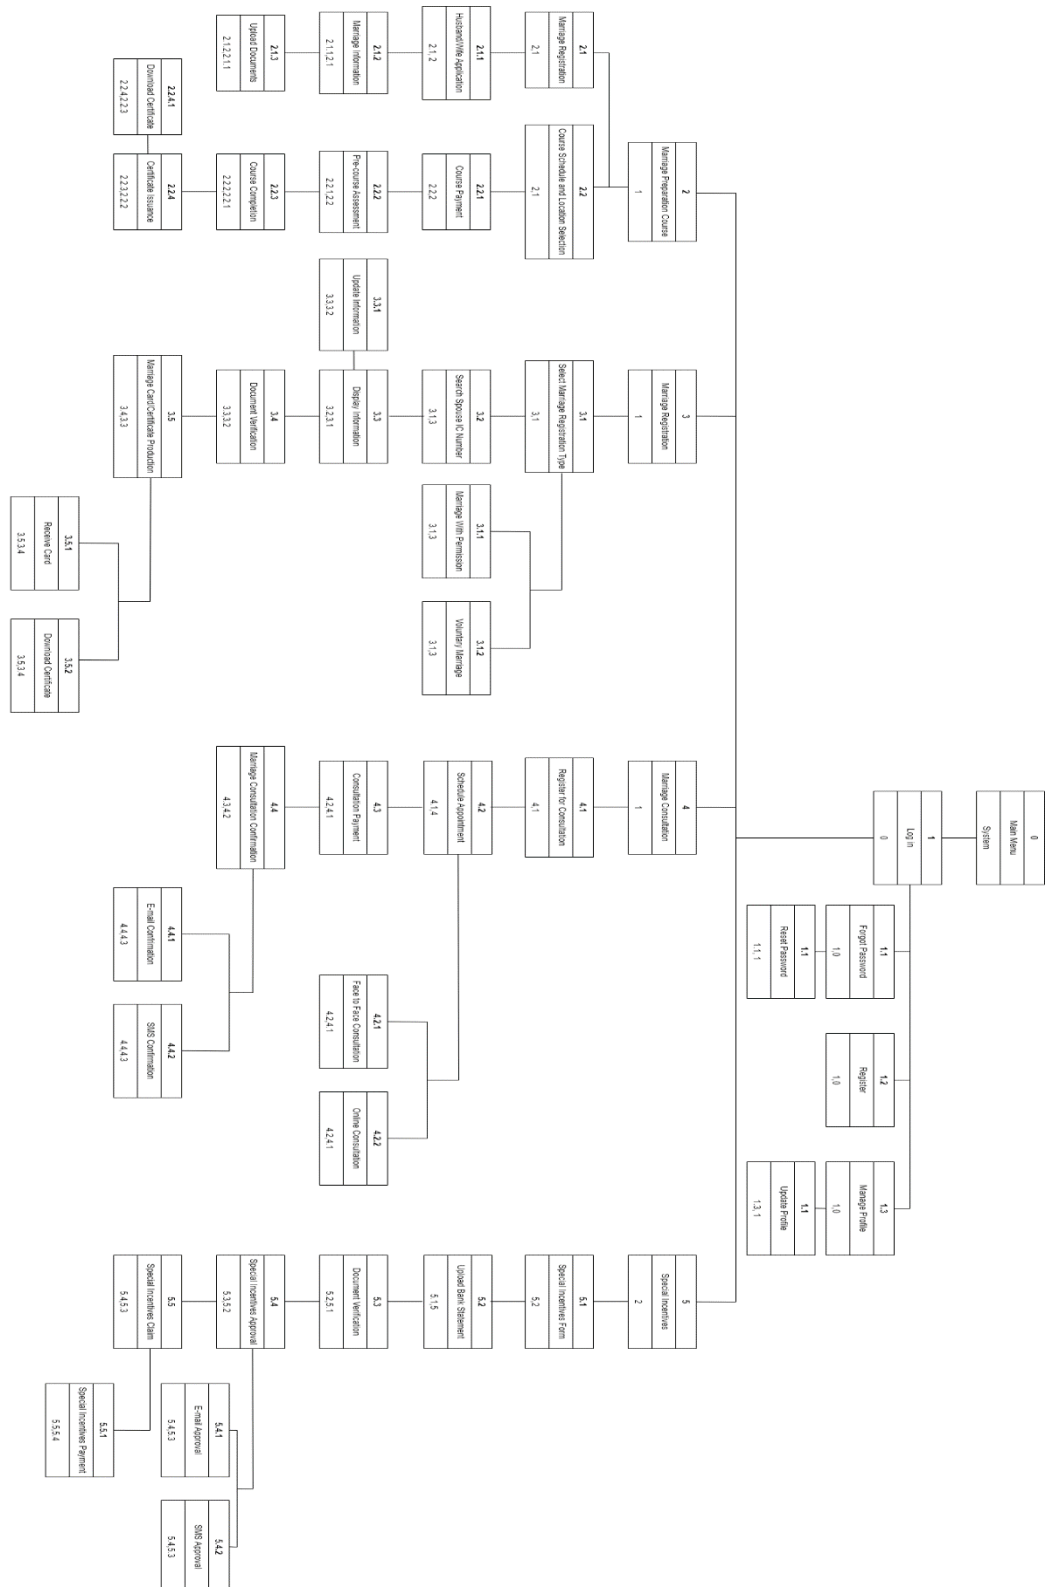 0
Main Menu
System
1
Log in
0
1.1
Forgot Password
1,0
1.1
Reset Password
1.1, 1
1.2
Register
1,0
1.3
Manage Profile
1,0
1.1
Update Profile
1.3, 1
2
Marriage Preparation Course
1
2.1
Marriage Registration
2,1
2.1.1
Husband/Wife Application
2.1, 2
2.1.2
Marriage Information
2.1.1,2.1
2.1.3
Upload Documents
2.1.2,2.1.1
2.2
Course Schedule and Location Selection
2,1
2.2.1
Course Payment
2.2,2
2.2.2
Pre-course Assessment
2.2.1,2.2
2.2.3
Course Completion
2.2.2,2.2.1
2.2.4
Certificate Issuance
2.2.3,2.2.2
2.2.4.1
Download Certificate
2.2.4,2.2.3
3
Marriage Registration
1
3.1
Select Marriage Registration Type
3,1
3.1.1
Marriage With Permission
3.1,3
3.1.2
Voluntary Marriage
3.1,3
3.2
Search Spouse IC Number
3.1,3
3.3
Display Information
3.2,3.1
3.3.1
Update Information
3.3,3.2
3.4
Document Verification
3.3,3.2
3.5
Marriage Card/Certificate Production
3.4,3.3
3.5.1
Receive Card
3.5,3.4
3.5.2
Download Certificate
3.5,3.4
4
Marriage Consultation
1
4.1
Register for Consultation
4,1
4.2
Schedule Appointment
4.1,4
4.2.1
Face to Face Consultation
4.2,4.1
4.2.2
Online Consultation
4.2,4.1
4.3
Consultation Payment
4.2,4.1
4.4
Marriage Consultation Confirmation
4.3,4.2
4.4.1
E-mail Confirmation
4.4,4.3
4.4.2
SMS Confirmation
4.4,4.3
5
Special Incentives
2
5.1
Special Incentives Form
5,2
5.2
Upload Bank Statement
5.1,5
5.3
Document Verification
5.2,5.1
5.4
Special Incentives Approval
5.3,5.2
5.4.1
E-mail Approval
5.4,5.3
5.4.2
SMS Approval
5.4,5.3
5.5
Special Incentives Claim
5.4,5.3
5.5.1
Special Incentives Payment
5.5,5.4